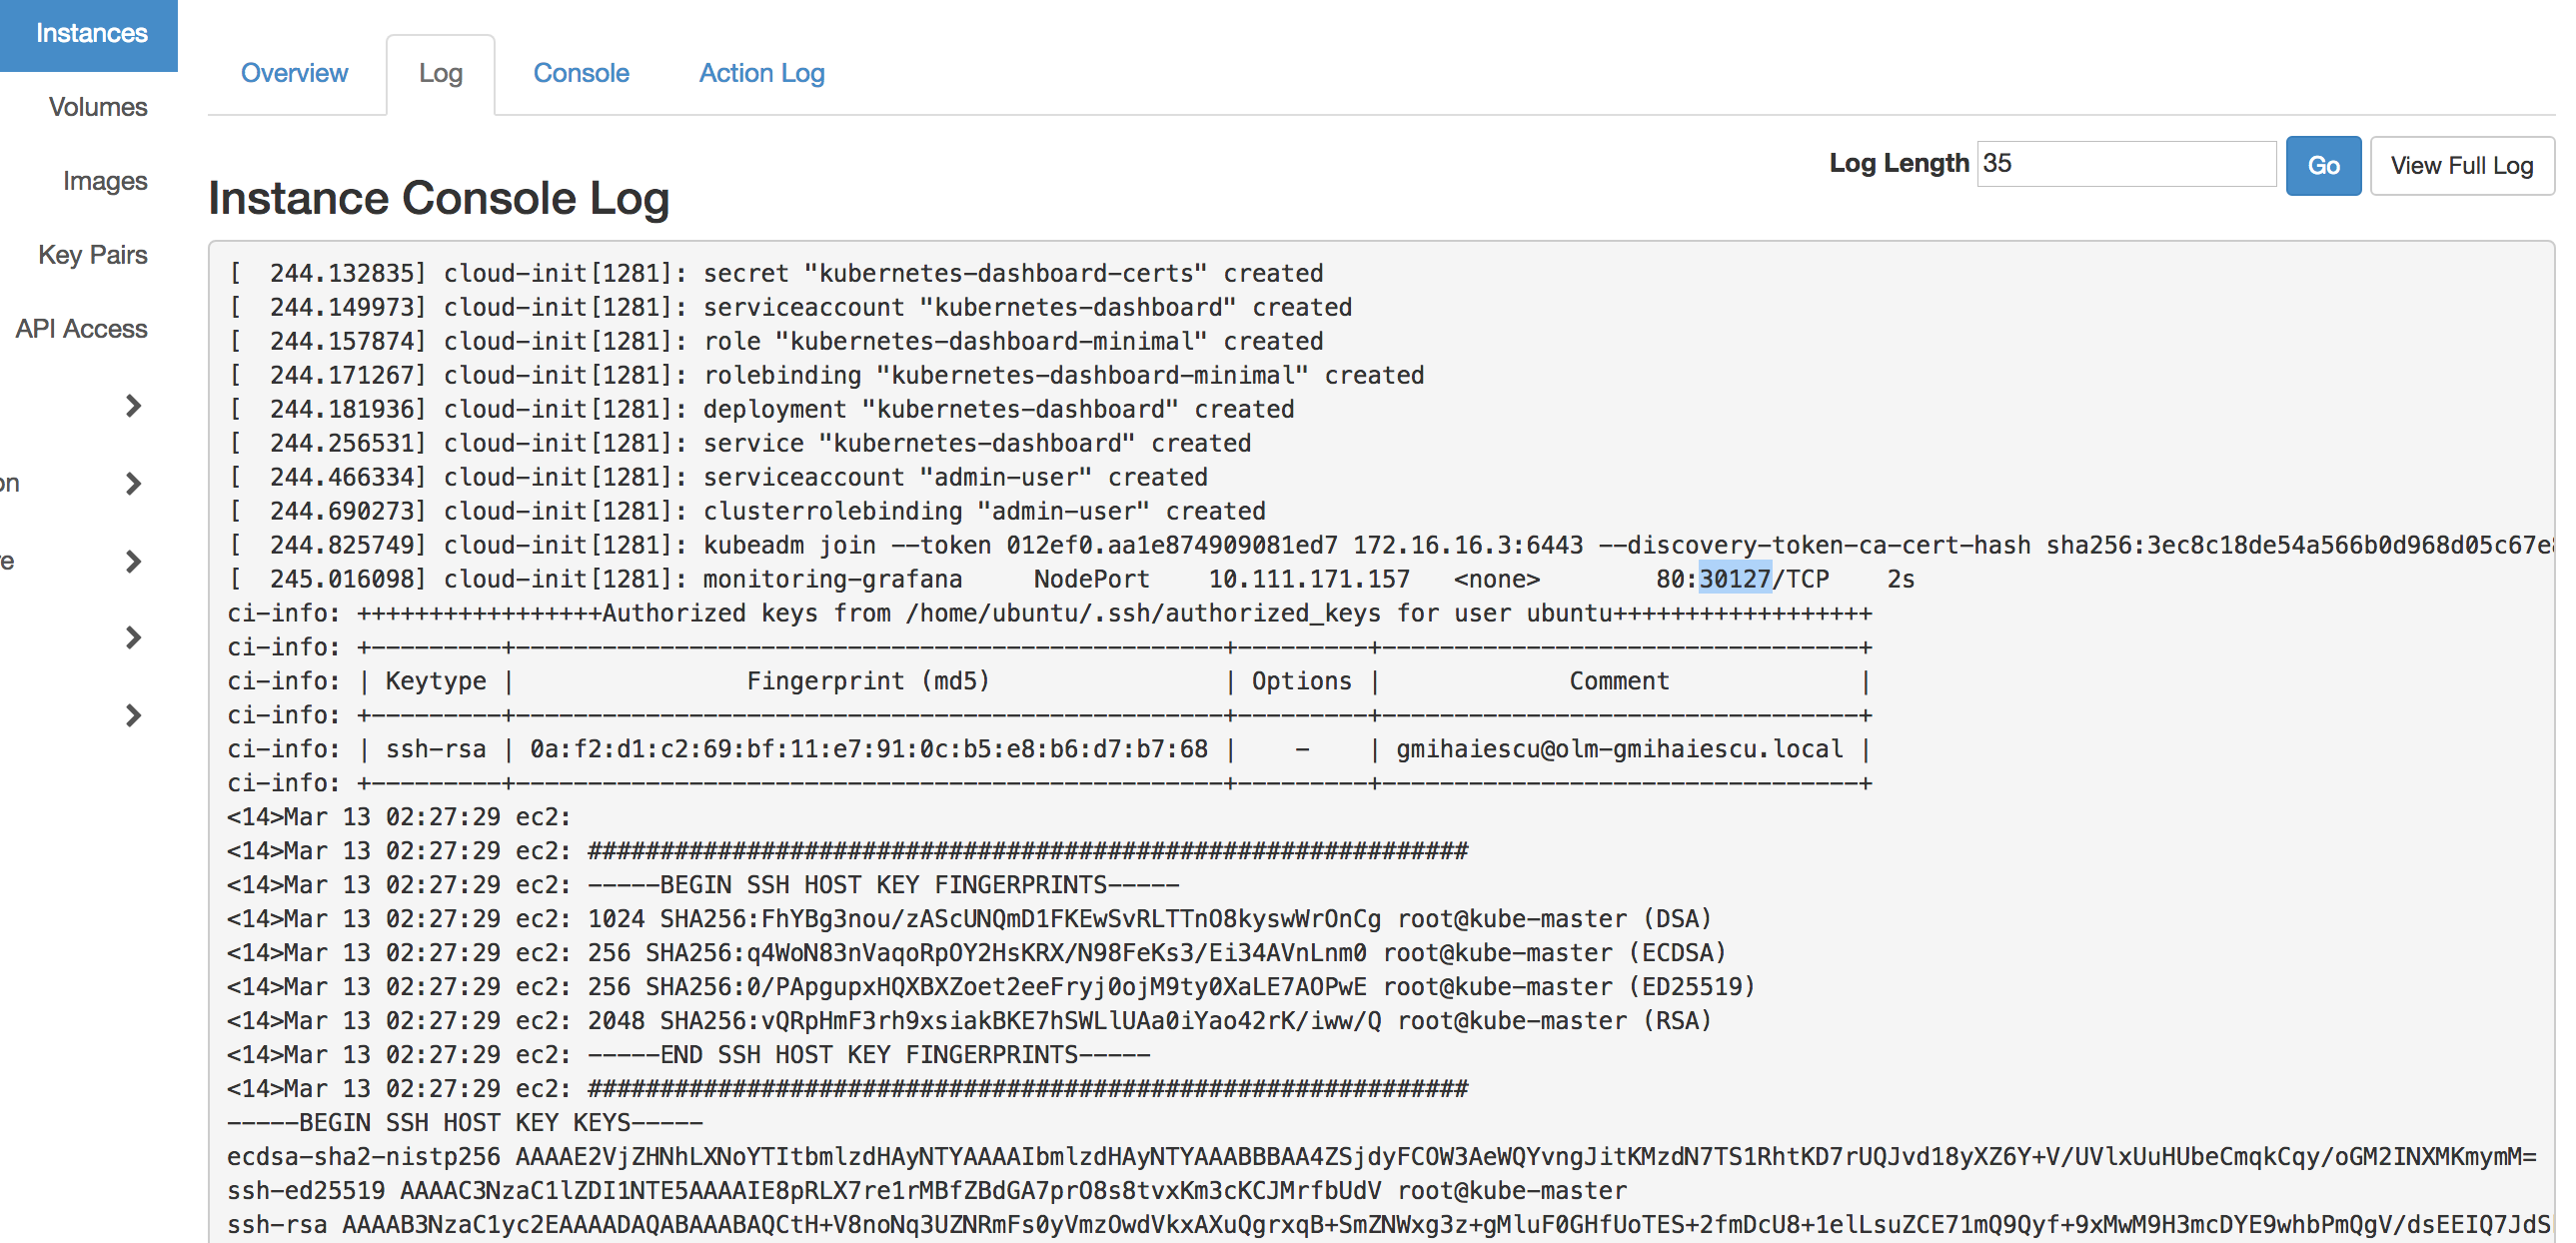 Instances
Volumes
Images
Key Pairs
API Access
on
re
Overview Log Console Action Log
Log Length 35 Go View Full Log
Instance Console Log
[  244.132835] cloud-init[1281]: secret "kubernetes-dashboard-certs" created
[  244.149973] cloud-init[1281]: serviceaccount "kubernetes-dashboard" created
[  244.157874] cloud-init[1281]: role "kubernetes-dashboard-minimal" created
[  244.171267] cloud-init[1281]: rolebinding "kubernetes-dashboard-minimal" created
[  244.181936] cloud-init[1281]: deployment "kubernetes-dashboard" created
[  244.256531] cloud-init[1281]: service "kubernetes-dashboard" created
[  244.466334] cloud-init[1281]: serviceaccount "admin-user" created
[  244.690273] cloud-init[1281]: clusterrolebinding "admin-user" created
[  244.825749] cloud-init[1281]: kubeadm join --token 012ef0.aa1e874909081ed7 172.16.16.3:6443 --discovery-token-ca-cert-hash sha256:3ec8c18de54a566b0d968d05c67e8
[  245.016098] cloud-init[1281]: monitoring-grafana     NodePort    10.111.171.157   <none>        80:30127/TCP    2s
ci-info: +++++++++++++++++Authorized keys from /home/ubuntu/.ssh/authorized_keys for user ubuntu++++++++++++++++++
ci-info: +---------+-------------------------------------------------+---------+---------------------------------+
ci-info: | Keytype |                Fingerprint (md5)                | Options |             Comment             |
ci-info: +---------+-------------------------------------------------+---------+---------------------------------+
ci-info: | ssh-rsa | 0a:f2:d1:c2:69:bf:11:e7:91:0c:b5:e8:b6:d7:b7:68 |    -    | gmihaiescu@olm-gmihaiescu.local |
ci-info: +---------+-------------------------------------------------+---------+---------------------------------+
<14>Mar 13 02:27:29 ec2:
<14>Mar 13 02:27:29 ec2: #############################################################
<14>Mar 13 02:27:29 ec2: -----BEGIN SSH HOST KEY FINGERPRINTS-----
<14>Mar 13 02:27:29 ec2: 1024 SHA256:FhYBg3nou/zAScUNQmD1FKEwSvRLTTnO8kyswWrOnCg root@kube-master (DSA)
<14>Mar 13 02:27:29 ec2: 256 SHA256:q4WoN83nVaqoRpOY2HsKRX/N98FeKs3/Ei34AVnLnm0 root@kube-master (ECDSA)
<14>Mar 13 02:27:29 ec2: 256 SHA256:0/PApgupxHQXBXZoet2eeFryj0ojM9ty0XaLE7AOPwE root@kube-master (ED25519)
<14>Mar 13 02:27:29 ec2: 2048 SHA256:vQRpHmF3rh9xsiakBKE7hSWLlUAa0iYao42rK/iww/Q root@kube-master (RSA)
<14>Mar 13 02:27:29 ec2: -----END SSH HOST KEY FINGERPRINTS-----
<14>Mar 13 02:27:29 ec2: #############################################################
-----BEGIN SSH HOST KEY KEYS-----
ecdsa-sha2-nistp256 AAAAE2VjZHNhLXNoYTItbmlzdHAyNTYAAAAIbmlzdHAyNTYAAABBBAA4ZSjdyFCOW3AeWQYvngJitKMzdN7TS1RhtKD7rUQJvd18yXZ6Y+V/UVlxUuHUbeCmqkCqy/oGM2INXMKmymM=
ssh-ed25519 AAAAC3NzaC1lZDI1NTE5AAAAIE8pRLX7re1rMBfZBdGA7prO8s8tvxKm3cKCJMrfbUdV root@kube-master
ssh-rsa AAAAB3NzaC1yc2EAAAADAQABAAABAQCtH+V8noNq3UZNRmFs0yVmzOwdVkxAXuQgrxqB+SmZNWxg3z+gMluF0GHfUoTES+2fmDcU8+1elLsuZCE71mQ9Qyf+9xMwM9H3mcDYE9whbPmQgV/dsEEIQ7JdS